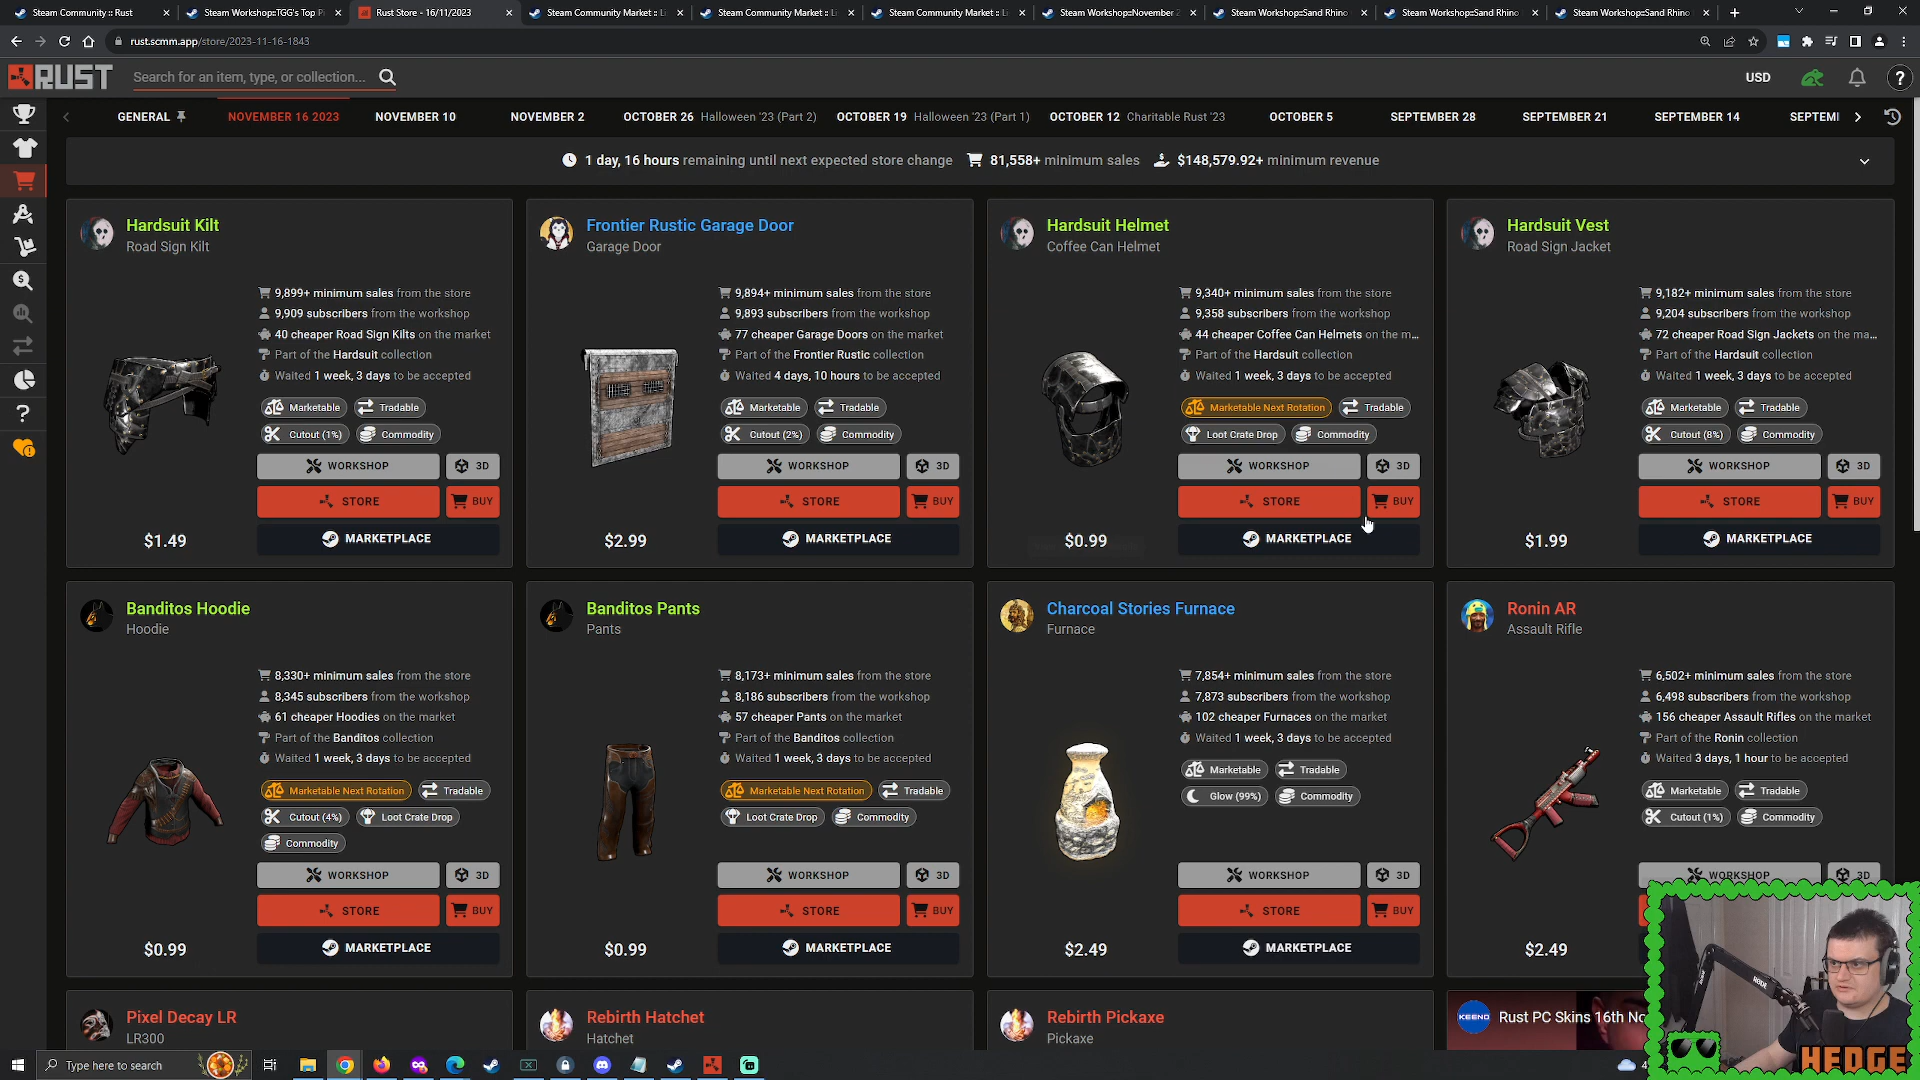 Steam Community :: Rust
Steam Workshop::TGG's Top P
Rust Store - 16/11/2023
Steam Community Market :: Li
Steam Community Market :: L
Steam Community Market :: Li
Steam Workshop::November 2
Steam Workshop::Sand Rhino
Steam Workshop::Sand Rhino
Steam Workshop::Sand Rhino
rust.scmm.app/store/2023-11-16-1843
RUST
Search for an item, type, or collection...
USD
GENERAL
NOVEMBER 16 2023
NOVEMBER 10
NOVEMBER 2
OCTOBER 26 Halloween '23 (Part 2)
OCTOBER 19 Halloween '23 (Part 1)
OCTOBER 12 Charitable Rust '23
OCTOBER 5
SEPTEMBER 28
SEPTEMBER 21
SEPTEMBER 14
SEPTEMI
1 day, 16 hours remaining until next expected store change 81,558+ minimum sales $148,579.92+ minimum revenue
Hardsuit Kilt
Road Sign Kilt
9,899+ minimum sales from the store
9,909 subscribers from the workshop
40 cheaper Road Sign Kilts on the market
Part of the Hardsuit collection
Waited 1 week, 3 days to be accepted
Marketable Tradable
Cutout (1%) Commodity
WORKSHOP 3D
STORE BUY
$1.49 MARKETPLACE
Frontier Rustic Garage Door
Garage Door
9,894+ minimum sales from the store
9,893 subscribers from the workshop
77 cheaper Garage Doors on the market
Part of the Frontier Rustic collection
Waited 4 days, 10 hours to be accepted
Marketable Tradable
Cutout (2%) Commodity
WORKSHOP 3D
STORE BUY
$2.99 MARKETPLACE
Hardsuit Helmet
Coffee Can Helmet
9,340+ minimum sales from the store
9,358 subscribers from the workshop
44 cheaper Coffee Can Helmets on the m...
Part of the Hardsuit collection
Waited 1 week, 3 days to be accepted
Marketable Next Rotation Tradable
Loot Crate Drop Commodity
WORKSHOP 3D
STORE BUY
$0.99 MARKETPLACE
Hardsuit Vest
Road Sign Jacket
9,182+ minimum sales from the store
9,204 subscribers from the workshop
72 cheaper Road Sign Jackets on the ma...
Part of the Hardsuit collection
Waited 1 week, 3 days to be accepted
Marketable Tradable
Cutout (8%) Commodity
WORKSHOP 3D
STORE BUY
$1.99 MARKETPLACE
Banditos Hoodie
Hoodie
8,330+ minimum sales from the store
8,345 subscribers from the workshop
61 cheaper Hoodies on the market
Part of the Banditos collection
Waited 1 week, 3 days to be accepted
Marketable Next Rotation Tradable
Cutout (4%) Loot Crate Drop
Commodity
WORKSHOP 3D
STORE BUY
$0.99 MARKETPLACE
Banditos Pants
Pants
8,173+ minimum sales from the store
8,186 subscribers from the workshop
57 cheaper Pants on the market
Part of the Banditos collection
Waited 1 week, 3 days to be accepted
Marketable Next Rotation Tradable
Loot Crate Drop Commodity
WORKSHOP 3D
STORE BUY
$0.99 MARKETPLACE
Charcoal Stories Furnace
Furnace
7,854+ minimum sales from the store
7,873 subscribers from the workshop
102 cheaper Furnaces on the market
Waited 1 week, 3 days to be accepted
Marketable Tradable
Glow (99%) Commodity
WORKSHOP 3D
STORE BUY
$2.49 MARKETPLACE
Ronin AR
Assault Rifle
6,502+ minimum sales from the store
6,498 subscribers from the workshop
156 cheaper Assault Rifles on the market
Part of the Ronin collection
Waited 3 days, 1 hour to be accepted
Marketable Tradable
Cutout (1%) Commodity
WORKSHOP 3D
$2.49
Pixel Decay LR
LR300
Rebirth Hatchet
Hatchet
Rebirth Pickaxe
Pickaxe
KEENO
Rust PC Skins 16th No
RODE
HEDGE
Type here to search